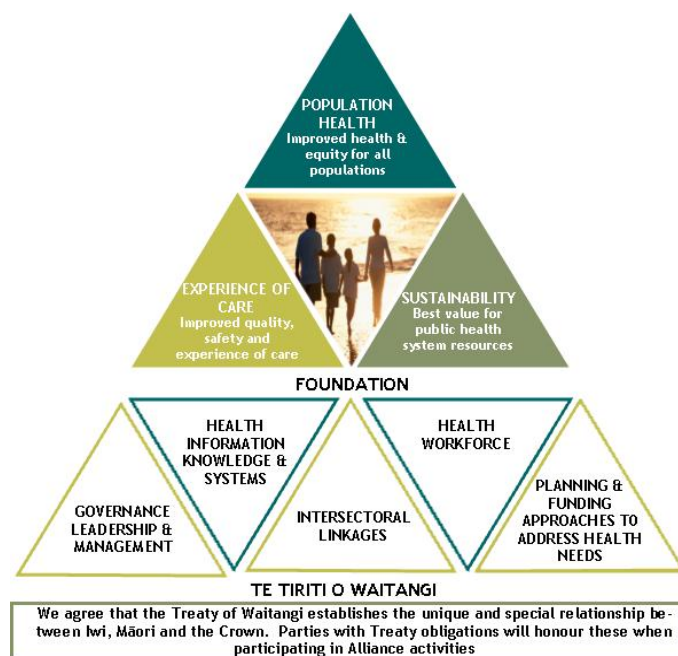 POPULATION
HEALTH
Improved health &
equity for all
populations
EXPERIENCE OF
CARE
Improved quality,
safety and
experience of care
SUSTAINABILITY
Best value for
public health
system resources
FOUNDATION
GOVERNANCE
LEADERSHIP &
MANAGEMENT
HEALTH
INFORMATION
KNOWLEDGE &
SYSTEMS
INTERSECTORAL
LINKAGES
HEALTH
WORKFORCE
PLANNING &
FUNDING
APPROACHES TO
ADDRESS HEALTH
NEEDS
TE TIRITI O WAITANGI
We agree that the Treaty of Waitangi establishes the unique and special relationship be-
tween Iwi, Māori and the Crown. Parties with Treaty obligations will honour these when
participating in Alliance activities